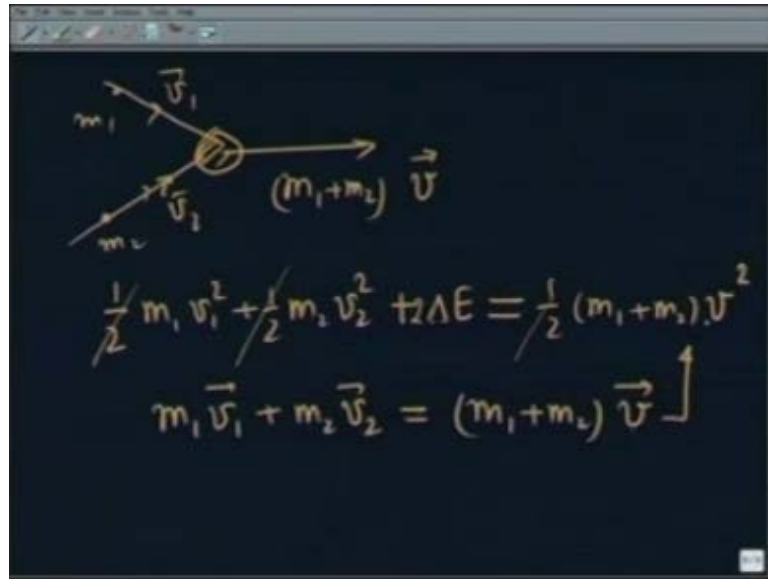 v⃗₁
m₁
v⃗₂
m₂
(m₁+m₂) v⃗
½ m₁ v₁² + ½ m₂ v₂² + 2ΔE = ½ (m₁+m₂) v²
m₁ v⃗₁ + m₂ v⃗₂ = (m₁+m₂) v⃗